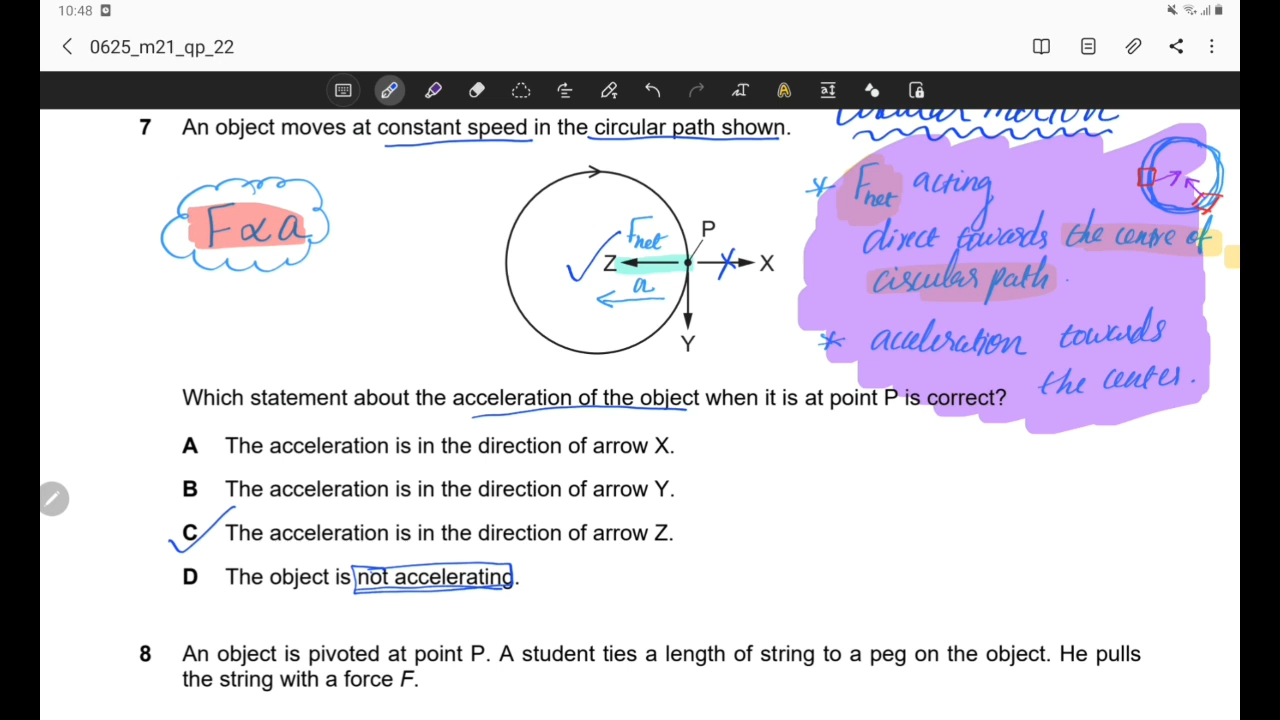 10:48
0625_m21_qp_22
circular motion
7 An object moves at constant speed in the circular path shown.
F ∝ a
Fnet
P
Z
X
a
Y
* Fnet acting
direct towards the centre of
circular path.
* acceleration towards
the center.
Which statement about the acceleration of the object when it is at point P is correct?
A The acceleration is in the direction of arrow X.
B The acceleration is in the direction of arrow Y.
C The acceleration is in the direction of arrow Z.
D The object is not accelerating.
8 An object is pivoted at point P. A student ties a length of string to a peg on the object. He pulls
the string with a force F.